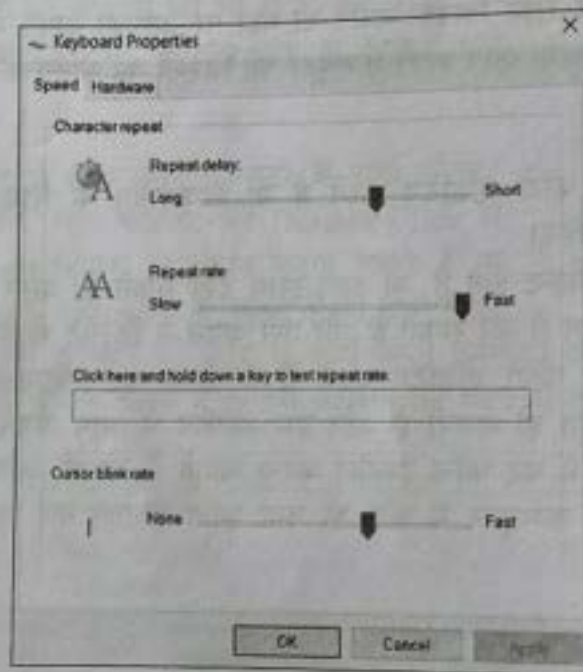 Keyboard Properties
Speed Hardware
Character repeat
Repeat delay:
Long Short
Repeat rate
Slow Fast
Click here and hold down a key to test repeat rate:
Cursor blink rate
None Fast
OK Cancel Apply